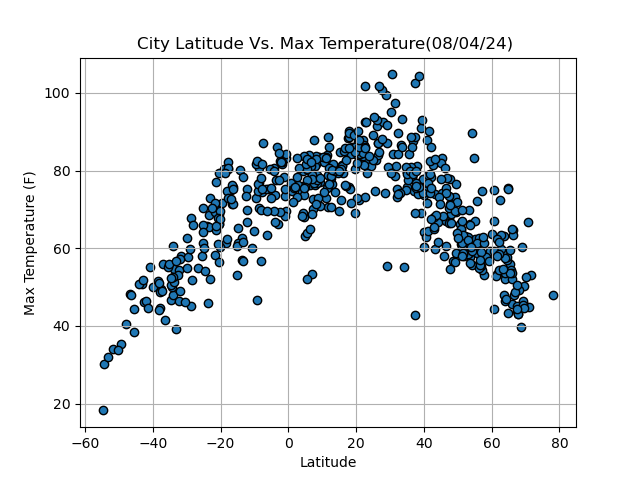 City Latitude Vs. Max Temperature(08/04/24)
100
80
60
40
20
Max Temperature (F)
−60 −40 −20 0 20 40 60 80
Latitude